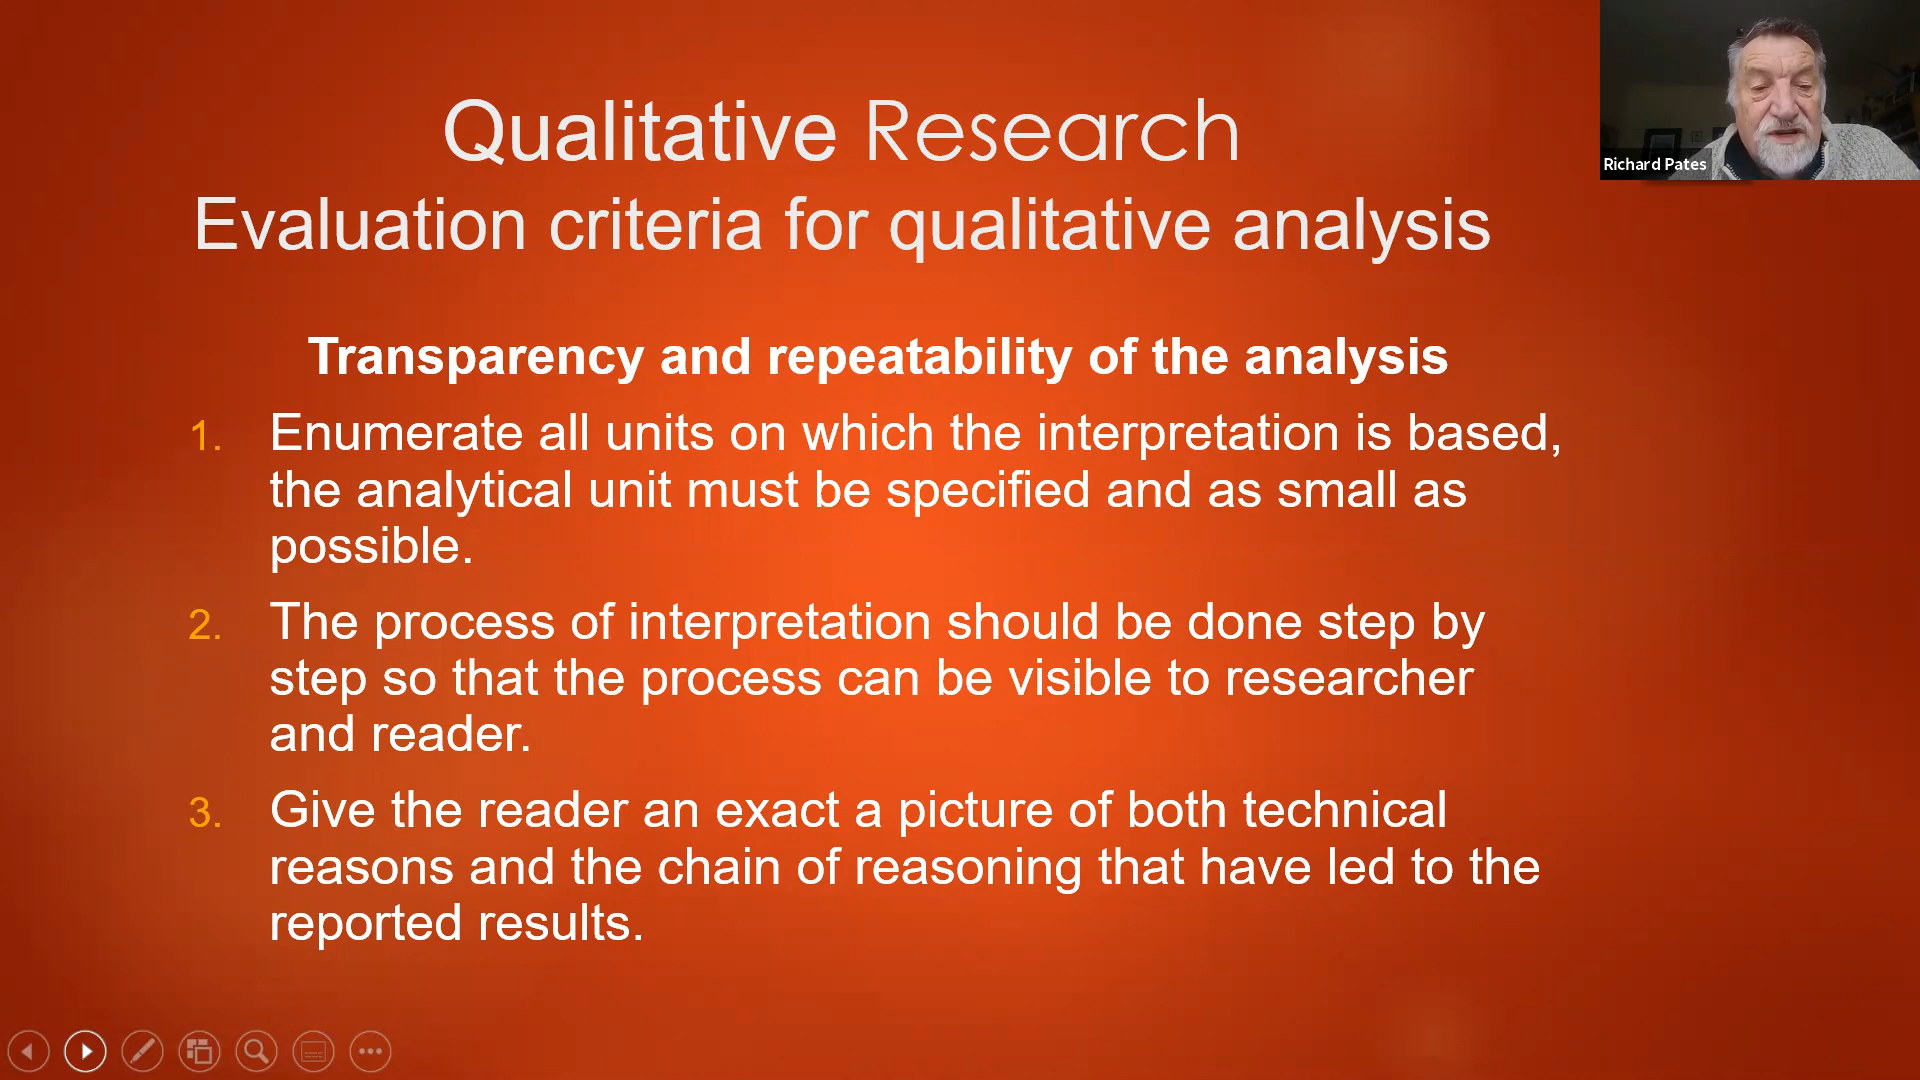 Qualitative Research
Evaluation criteria for qualitative analysis
Richard Pates
Transparency and repeatability of the analysis
1. Enumerate all units on which the interpretation is based,
the analytical unit must be specified and as small as
possible.
2. The process of interpretation should be done step by
step so that the process can be visible to researcher
and reader.
3. Give the reader an exact a picture of both technical
reasons and the chain of reasoning that have led to the
reported results.